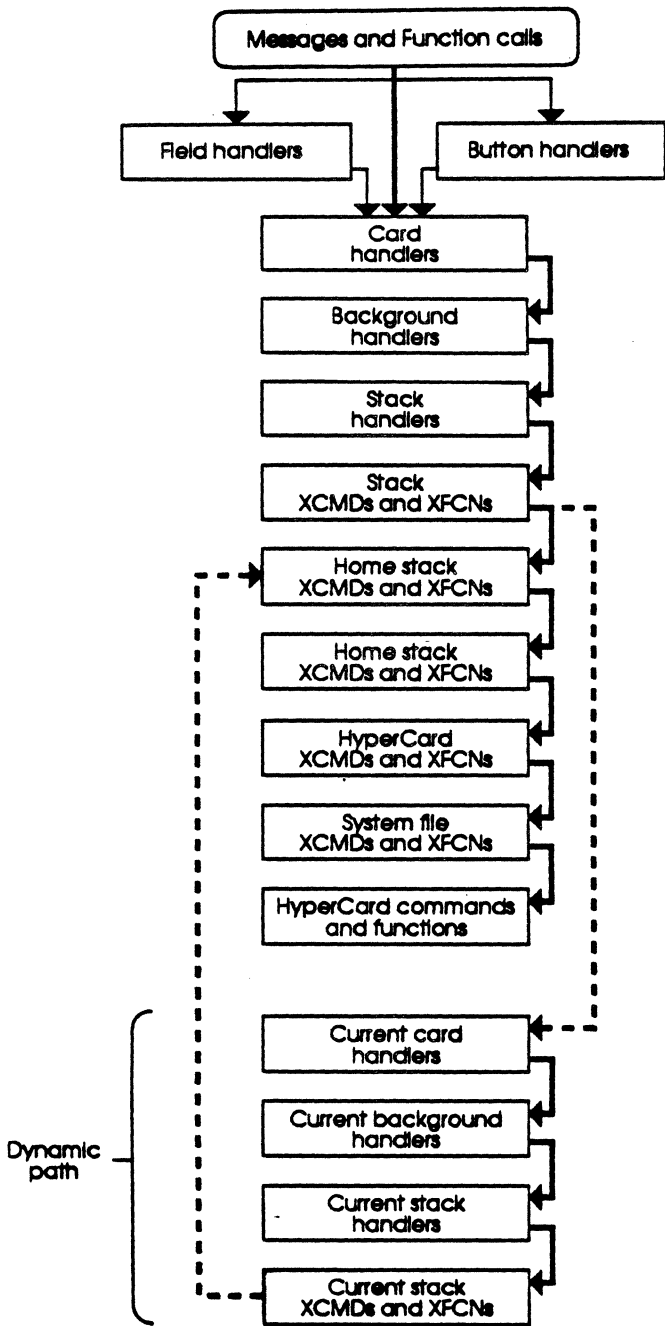 Messages and Function calls
Field handlers
Button handlers
Card
handlers
Background
handlers
Stack
handlers
Stack
XCMDs and XFCNs
Home stack
XCMDs and XFCNs
Home stack
XCMDs and XFCNs
HyperCard
XCMDs and XFCNs
System file
XCMDs and XFCNs
HyperCard commands
and functions
Current card
handlers
Current background
handlers
Dynamic
path
Current stack
handlers
Current stack
XCMDs and XFCNs